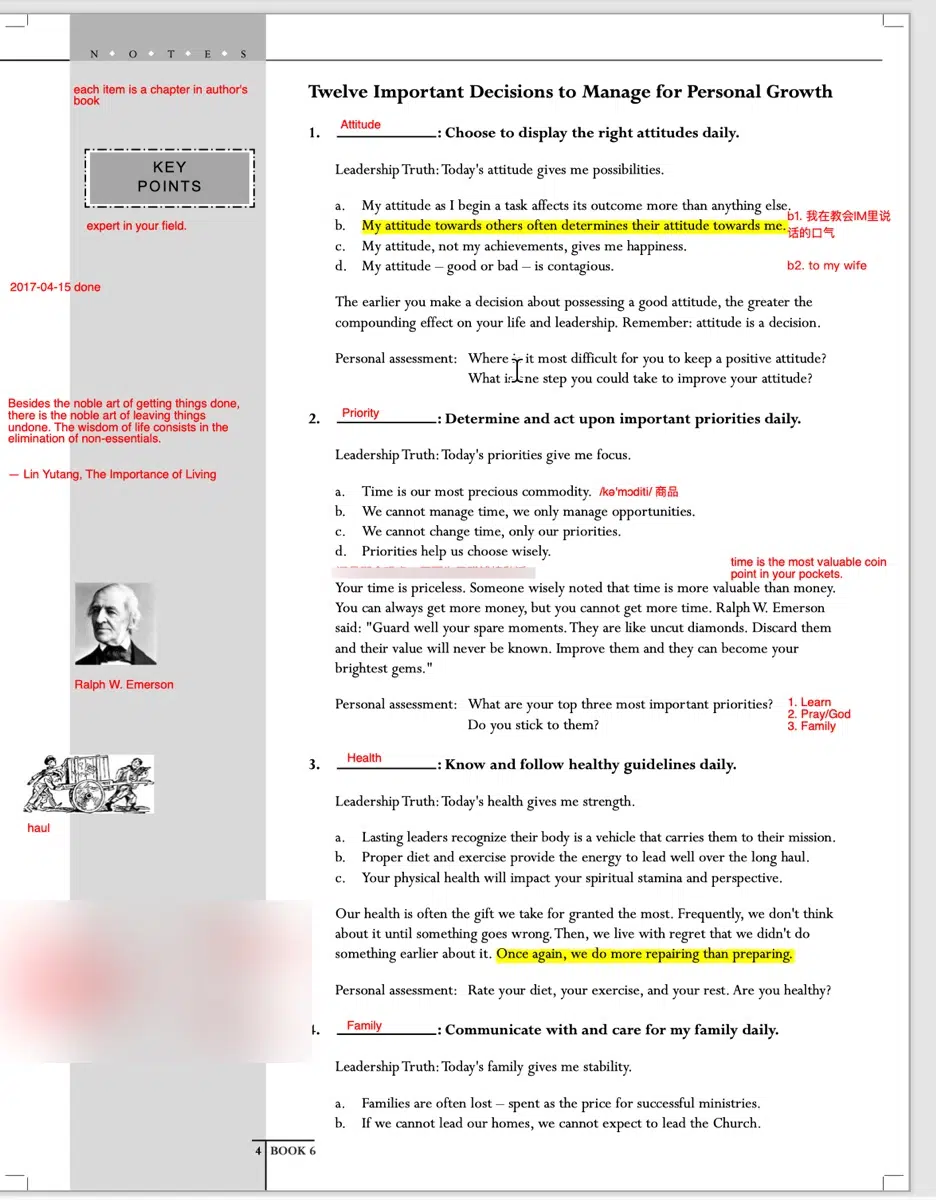 N O T E S
each item is a chapter in author's
book
KEY
POINTS
expert in your field.
2017-04-15 done
Besides the noble art of getting things done,
there is the noble art of leaving things
undone. The wisdom of life consists in the
elimination of non-essentials.
— Lin Yutang, The Importance of Living
Ralph W. Emerson
haul
Twelve Important Decisions to Manage for Personal Growth
1. Attitude : Choose to display the right attitudes daily.
Leadership Truth: Today's attitude gives me possibilities.
a. My attitude as I begin a task affects its outcome more than anything else.
b. My attitude towards others often determines their attitude towards me.
b1. 我在教会IM里说
话的口气
c. My attitude, not my achievements, gives me happiness.
d. My attitude – good or bad – is contagious.
b2. to my wife
The earlier you make a decision about possessing a good attitude, the greater the
compounding effect on your life and leadership. Remember: attitude is a decision.
Personal assessment: Where it most difficult for you to keep a positive attitude?
What step you could take to improve your attitude?
2. Priority : Determine and act upon important priorities daily.
Leadership Truth: Today's priorities give me focus.
a. Time is our most precious commodity. /kə'mɔditi/ 商品
b. We cannot manage time, we only manage opportunities.
c. We cannot change time, only our priorities.
d. Priorities help us choose wisely.
time is the most valuable coin
point in your pockets.
Your time is priceless. Someone wisely noted that time is more valuable than money.
You can always get more money, but you cannot get more time. Ralph W. Emerson
said: "Guard well your spare moments. They are like uncut diamonds. Discard them
and their value will never be known. Improve them and they can become your
brightest gems."
Personal assessment: What are your top three most important priorities?
Do you stick to them?
1. Learn
2. Pray/God
3. Family
3. Health : Know and follow healthy guidelines daily.
Leadership Truth: Today's health gives me strength.
a. Lasting leaders recognize their body is a vehicle that carries them to their mission.
b. Proper diet and exercise provide the energy to lead well over the long haul.
c. Your physical health will impact your spiritual stamina and perspective.
Our health is often the gift we take for granted the most. Frequently, we don't think
about it until something goes wrong. Then, we live with regret that we didn't do
something earlier about it. Once again, we do more repairing than preparing.
Personal assessment: Rate your diet, your exercise, and your rest. Are you healthy?
4. Family : Communicate with and care for my family daily.
Leadership Truth: Today's family gives me stability.
a. Families are often lost – spent as the price for successful ministries.
b. If we cannot lead our homes, we cannot expect to lead the Church.
4 BOOK 6